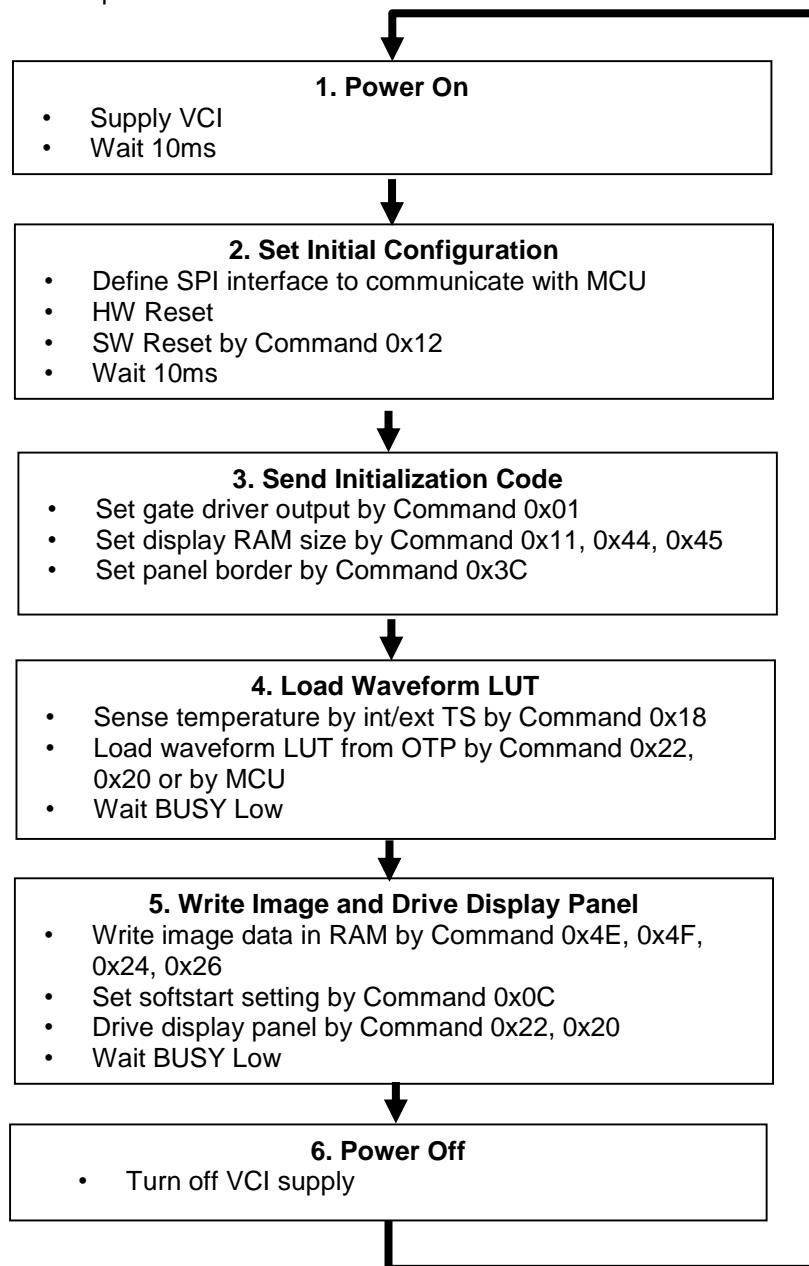 1. Power On
• Supply VCI
• Wait 10ms
2. Set Initial Configuration
• Define SPI interface to communicate with MCU
• HW Reset
• SW Reset by Command 0x12
• Wait 10ms
3. Send Initialization Code
• Set gate driver output by Command 0x01
• Set display RAM size by Command 0x11, 0x44, 0x45
• Set panel border by Command 0x3C
4. Load Waveform LUT
• Sense temperature by int/ext TS by Command 0x18
• Load waveform LUT from OTP by Command 0x22,
0x20 or by MCU
• Wait BUSY Low
5. Write Image and Drive Display Panel
• Write image data in RAM by Command 0x4E, 0x4F,
0x24, 0x26
• Set softstart setting by Command 0x0C
• Drive display panel by Command 0x22, 0x20
• Wait BUSY Low
6. Power Off
• Turn off VCI supply